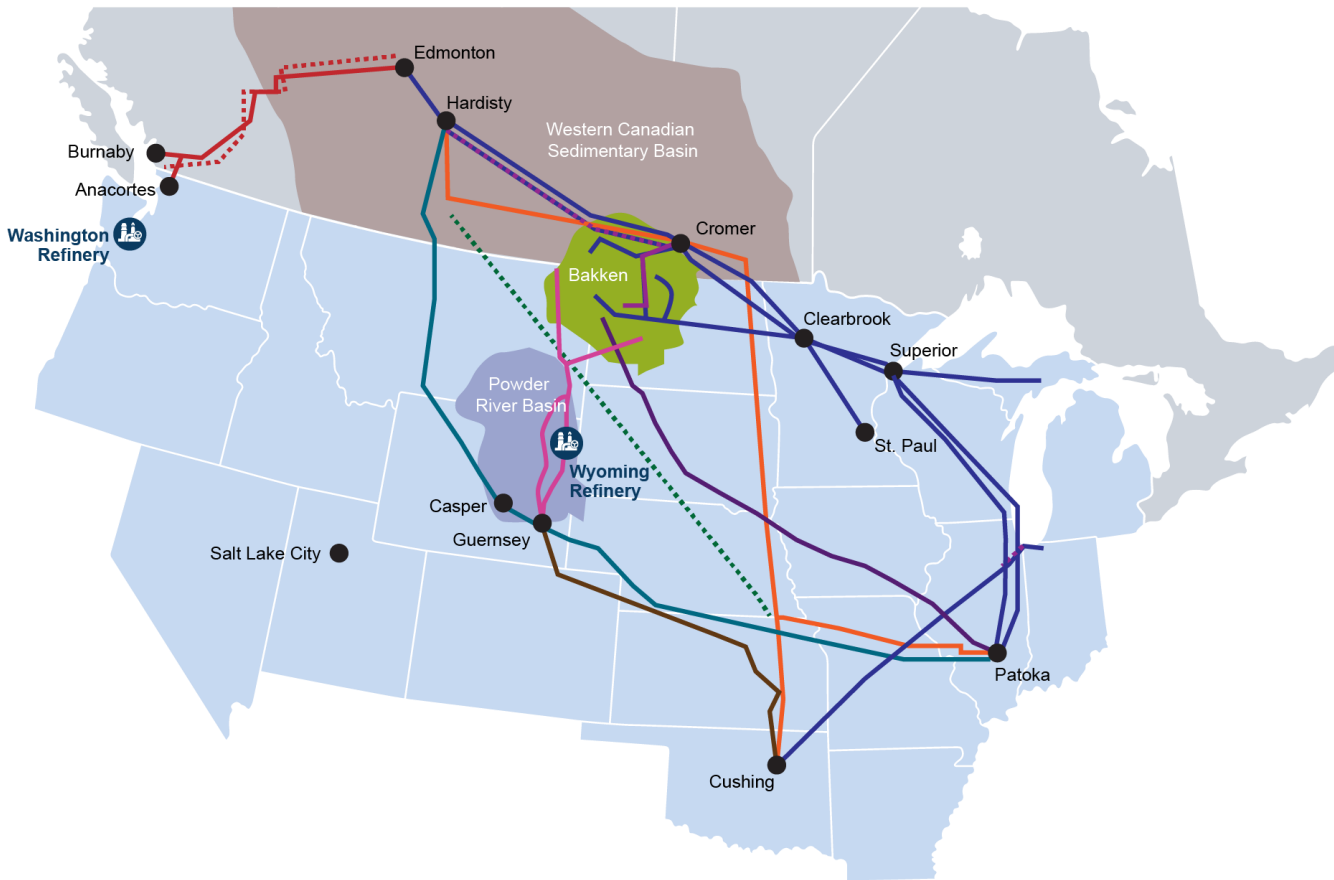 Edmonton
Hardisty
Western Canadian
Sedimentary Basin
Burnaby
Anacortes
Washington
Refinery
Cromer
Bakken
Clearbrook
Superior
Powder
River Basin
St. Paul
Wyoming
Refinery
Casper
Guernsey
Salt Lake City
Patoka
Cushing